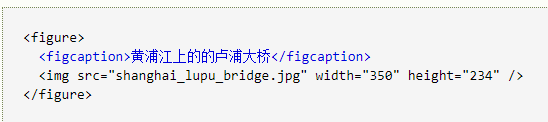 <figure>
  <figcaption>黄浦江上的的卢浦大桥</figcaption>
  <img src="shanghai_lupu_bridge.jpg" width="350" height="234" />
</figure>